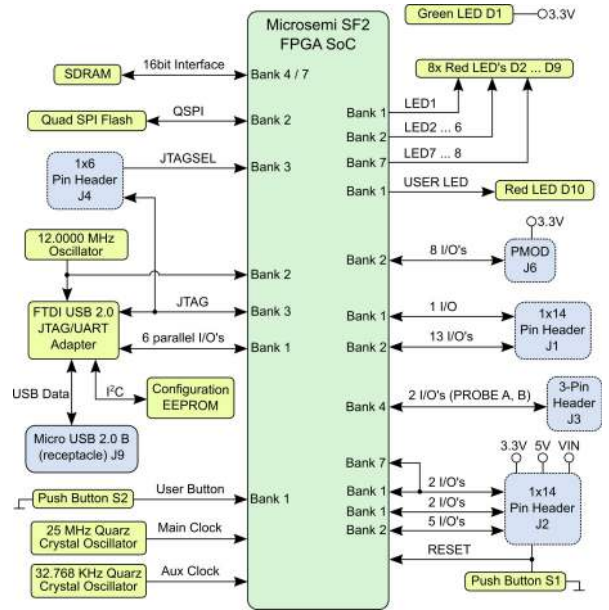 Microsemi SF2
FPGA SoC
Green LED D1
3.3V
16bit Interface
SDRAM
Bank 4 / 7
8x Red LED's D2 ... D9
QSPI
Quad SPI Flash
Bank 2
Bank 1
LED1
Bank 2
LED2 ... 6
Bank 7
LED7 ... 8
1x6
Pin Header
J4
JTAGSEL
Bank 3
Bank 1
USER LED
Red LED D10
12.0000 MHz
Oscillator
Bank 2
3.3V
Bank 2
8 I/O's
PMOD
J6
FTDI USB 2.0
JTAG/UART
Adapter
JTAG
Bank 3
6 parallel I/O's
Bank 1
Bank 1
1 I/O
Bank 2
13 I/O's
1x14
Pin Header
J1
USB Data
I²C
Configuration
EEPROM
Bank 4
2 I/O's (PROBE A, B)
3-Pin
Header
J3
Micro USB 2.0 B
(receptacle) J9
3.3V 5V VIN
Bank 7
Bank 1
2 I/O's
Bank 1
2 I/O's
Bank 2
5 I/O's
1x14
Pin Header
J2
Push Button S2
User Button
Bank 1
25 MHz Quarz
Crystal Oscillator
Main Clock
RESET
32.768 KHz Quarz
Crystal Oscillator
Aux Clock
Push Button S1